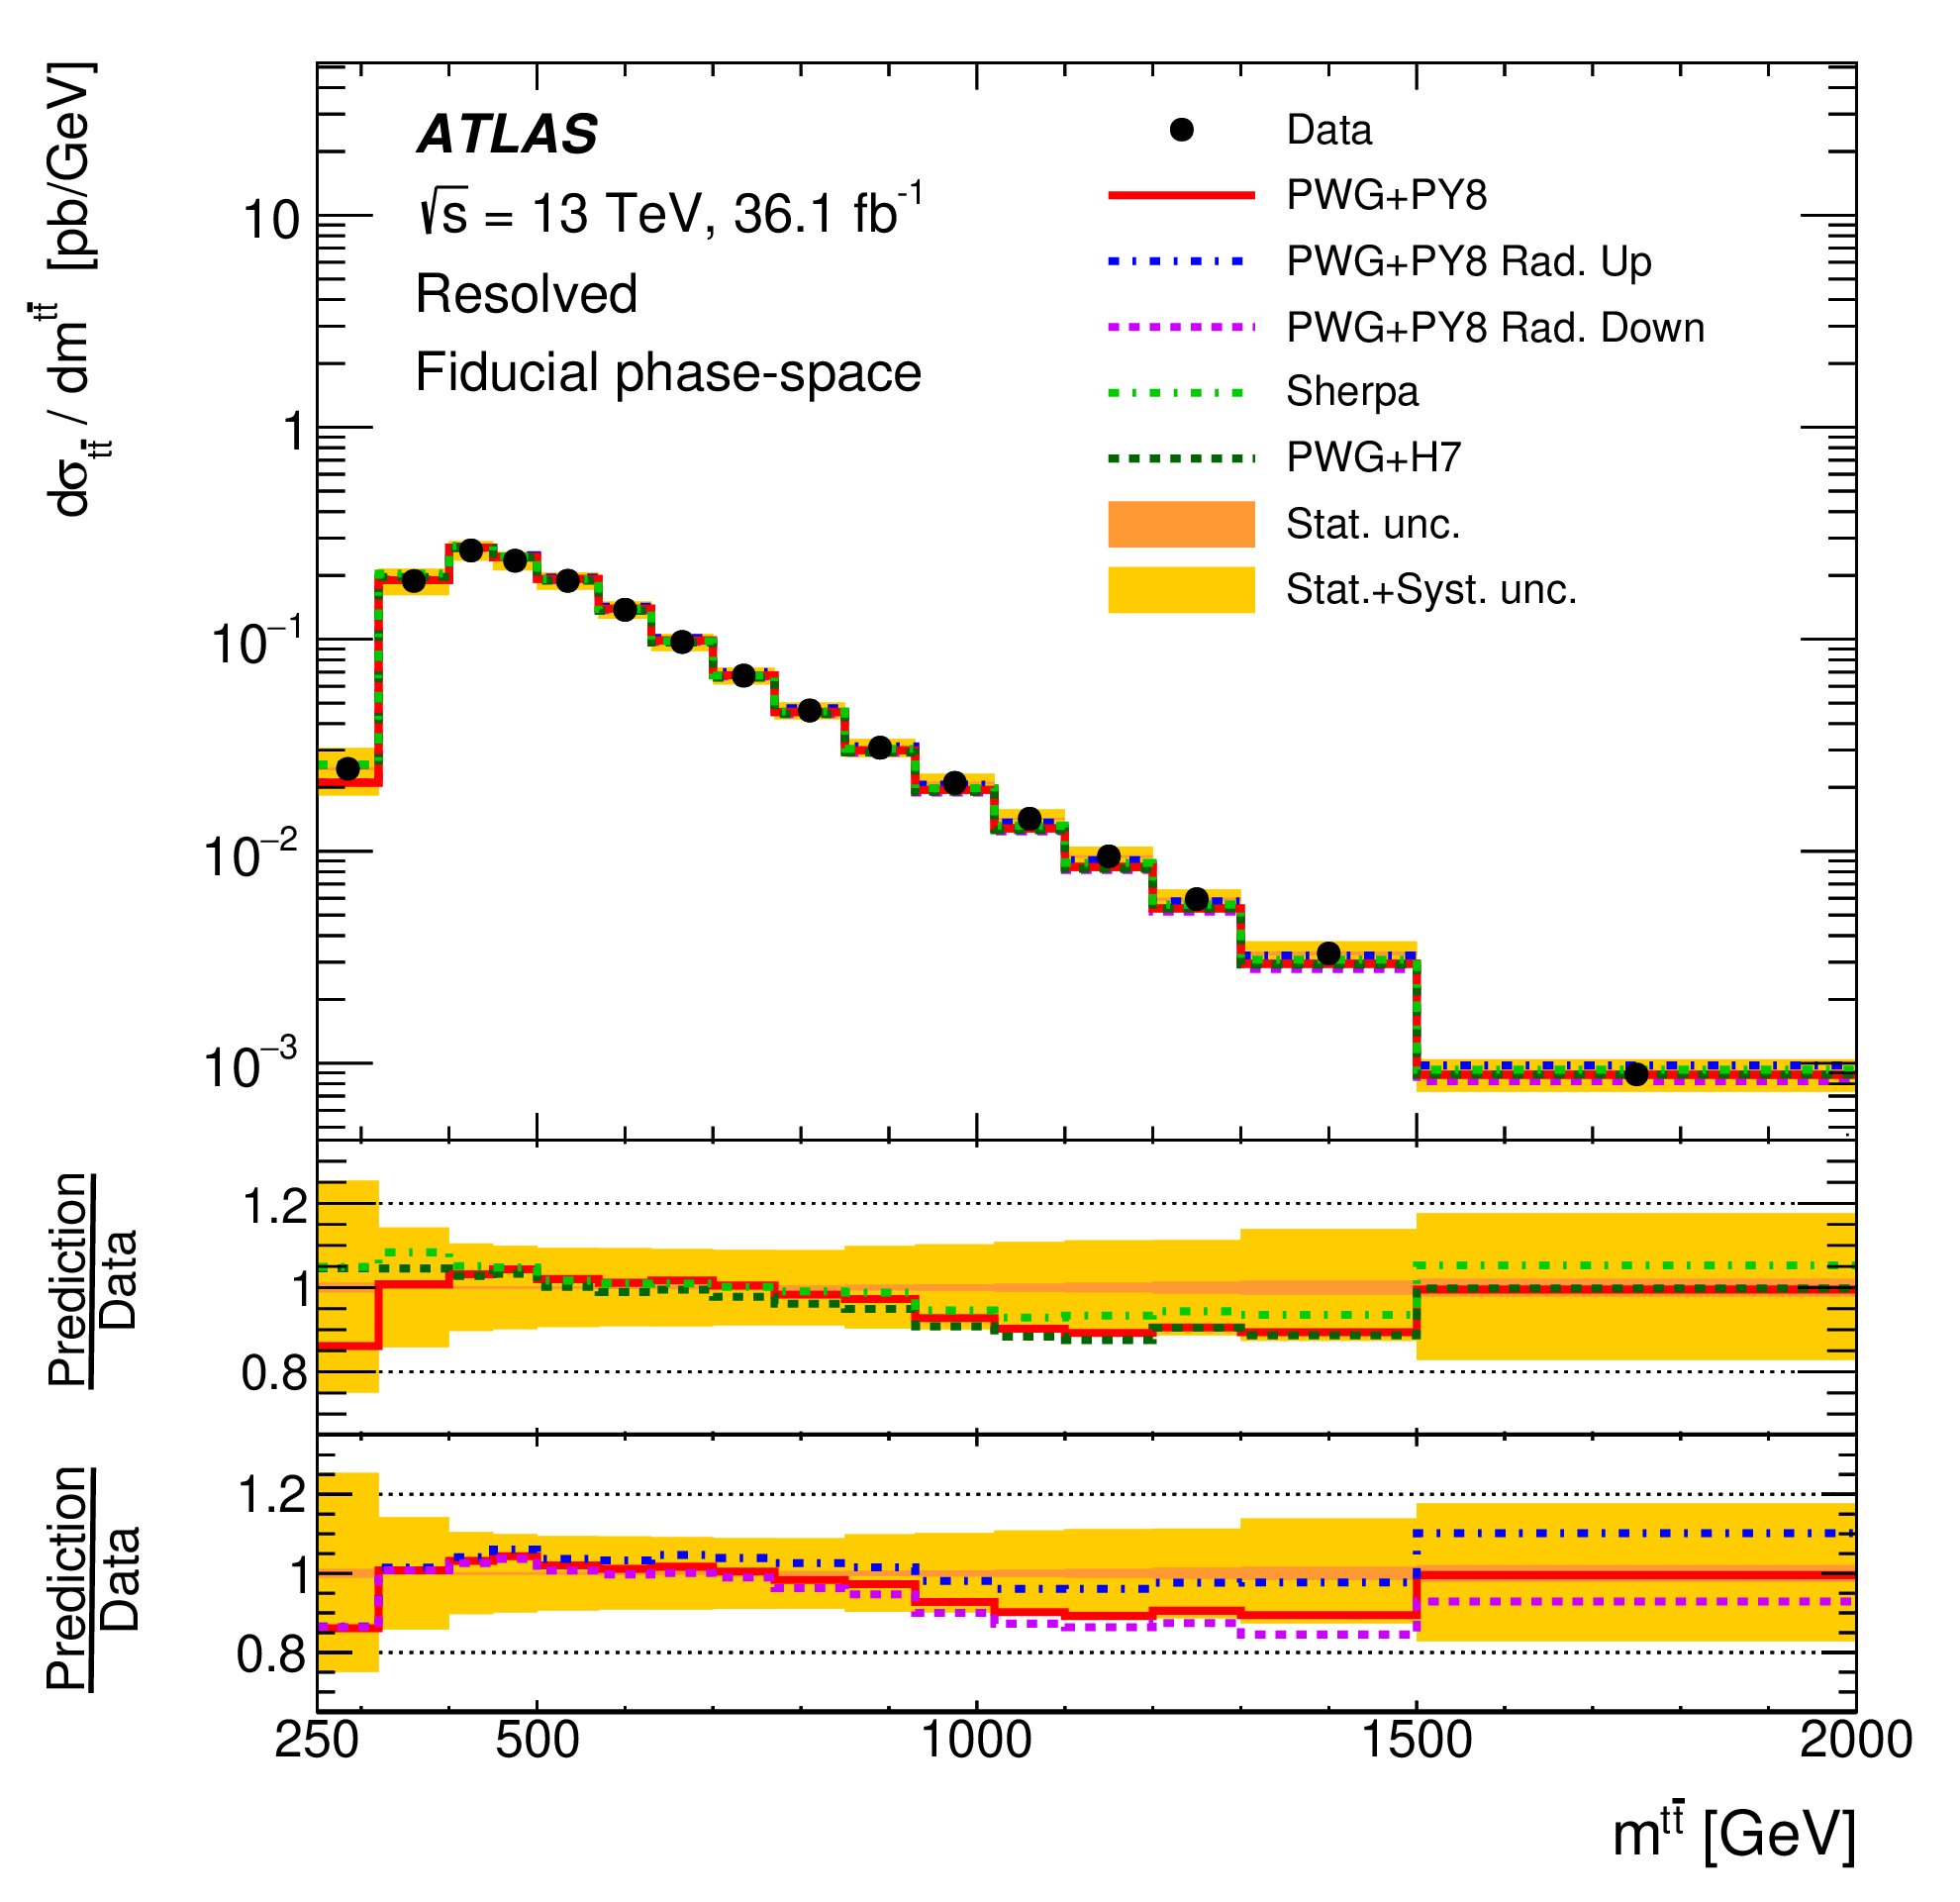 dσtt̄ / dm^tt̄ [pb/GeV]
ATLAS
√s = 13 TeV, 36.1 fb⁻¹
Resolved
Fiducial phase-space
Data
PWG+PY8
PWG+PY8 Rad. Up
PWG+PY8 Rad. Down
Sherpa
PWG+H7
Stat. unc.
Stat.+Syst. unc.
10
1
10⁻¹
10⁻²
10⁻³
Prediction
Data
1.2
1
0.8
Prediction
Data
1.2
1
0.8
250 500 1000 1500 2000
m^tt̄ [GeV]